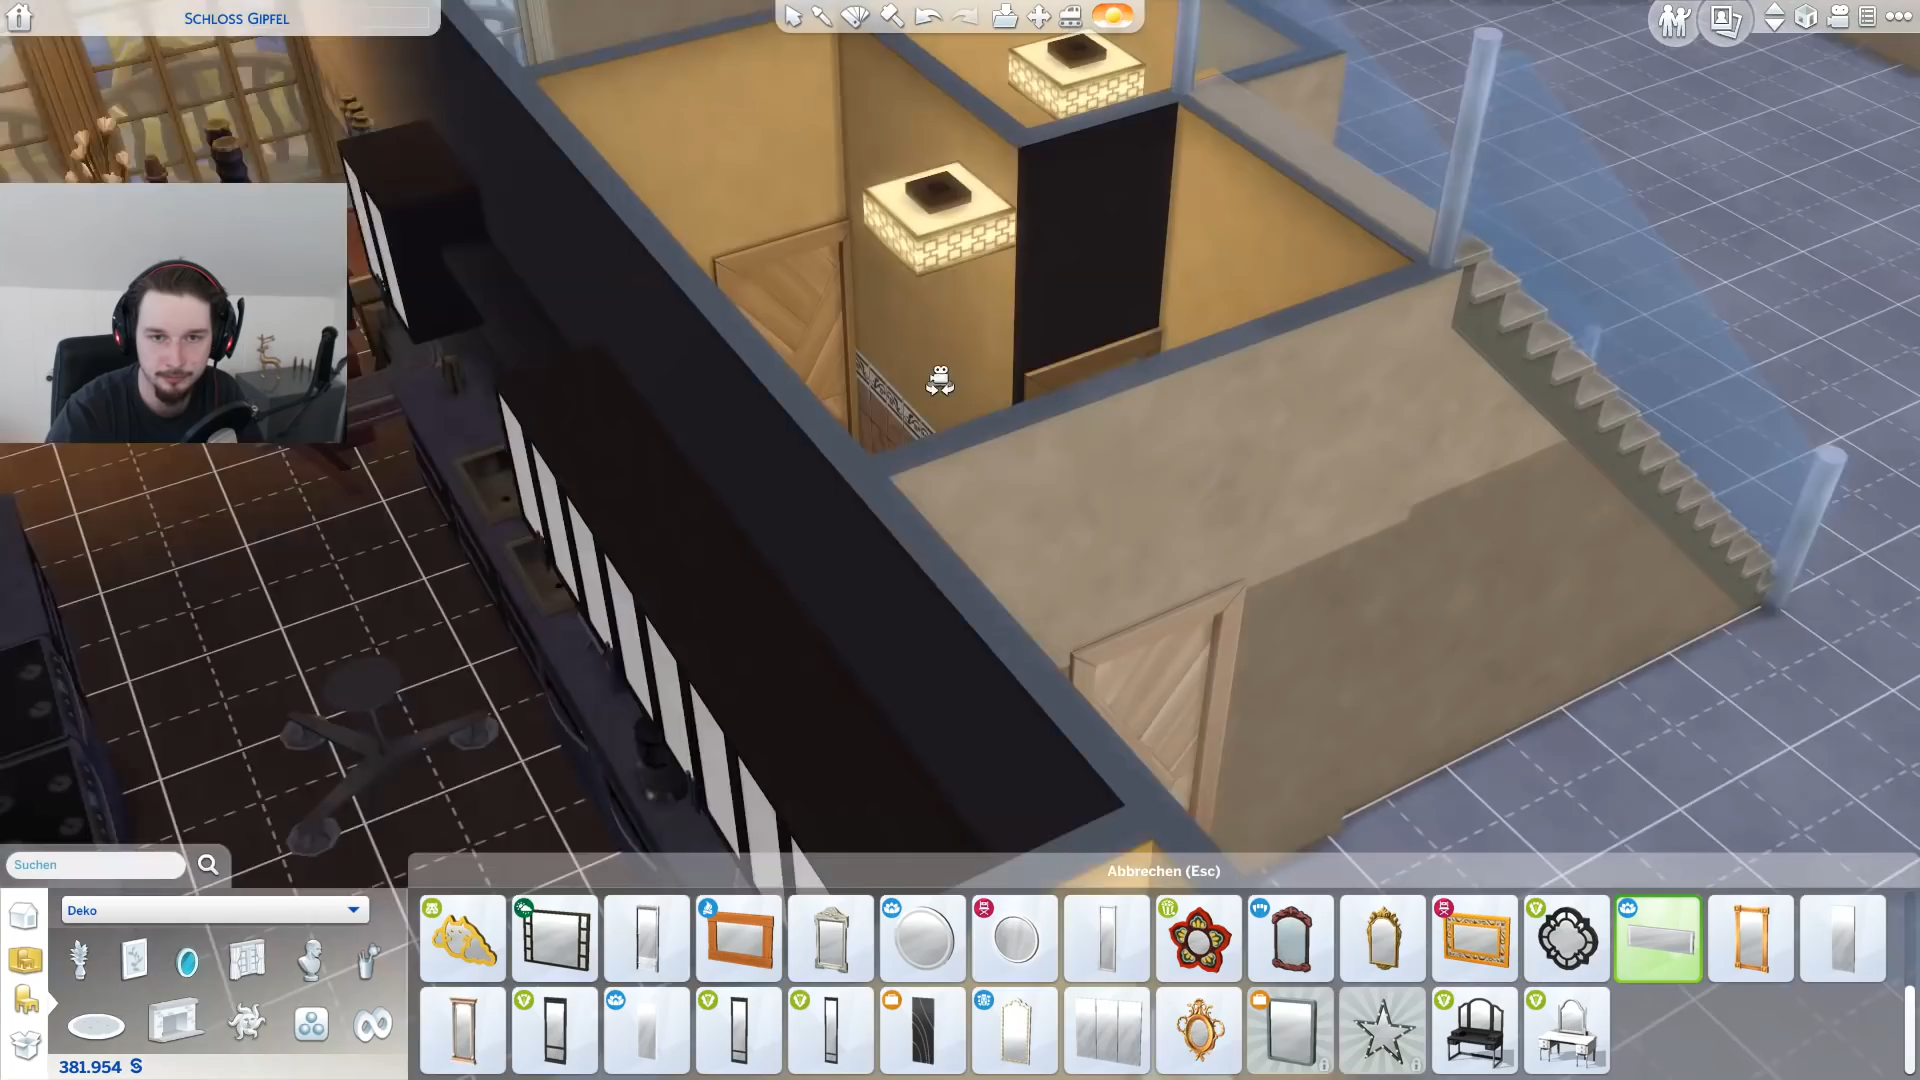 Schloss Gipfel
Suchen
Abbrechen (Esc)
Deko
381.954 S